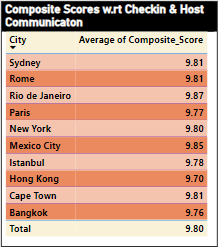 Composite Scores w.rt Checkin & Host
Communicaton
City Average of Composite_Score
Sydney 9.81
Rome 9.81
Rio de Janeiro 9.87
Paris 9.77
New York 9.80
Mexico City 9.85
Istanbul 9.78
Hong Kong 9.70
Cape Town 9.81
Bangkok 9.76
Total 9.80